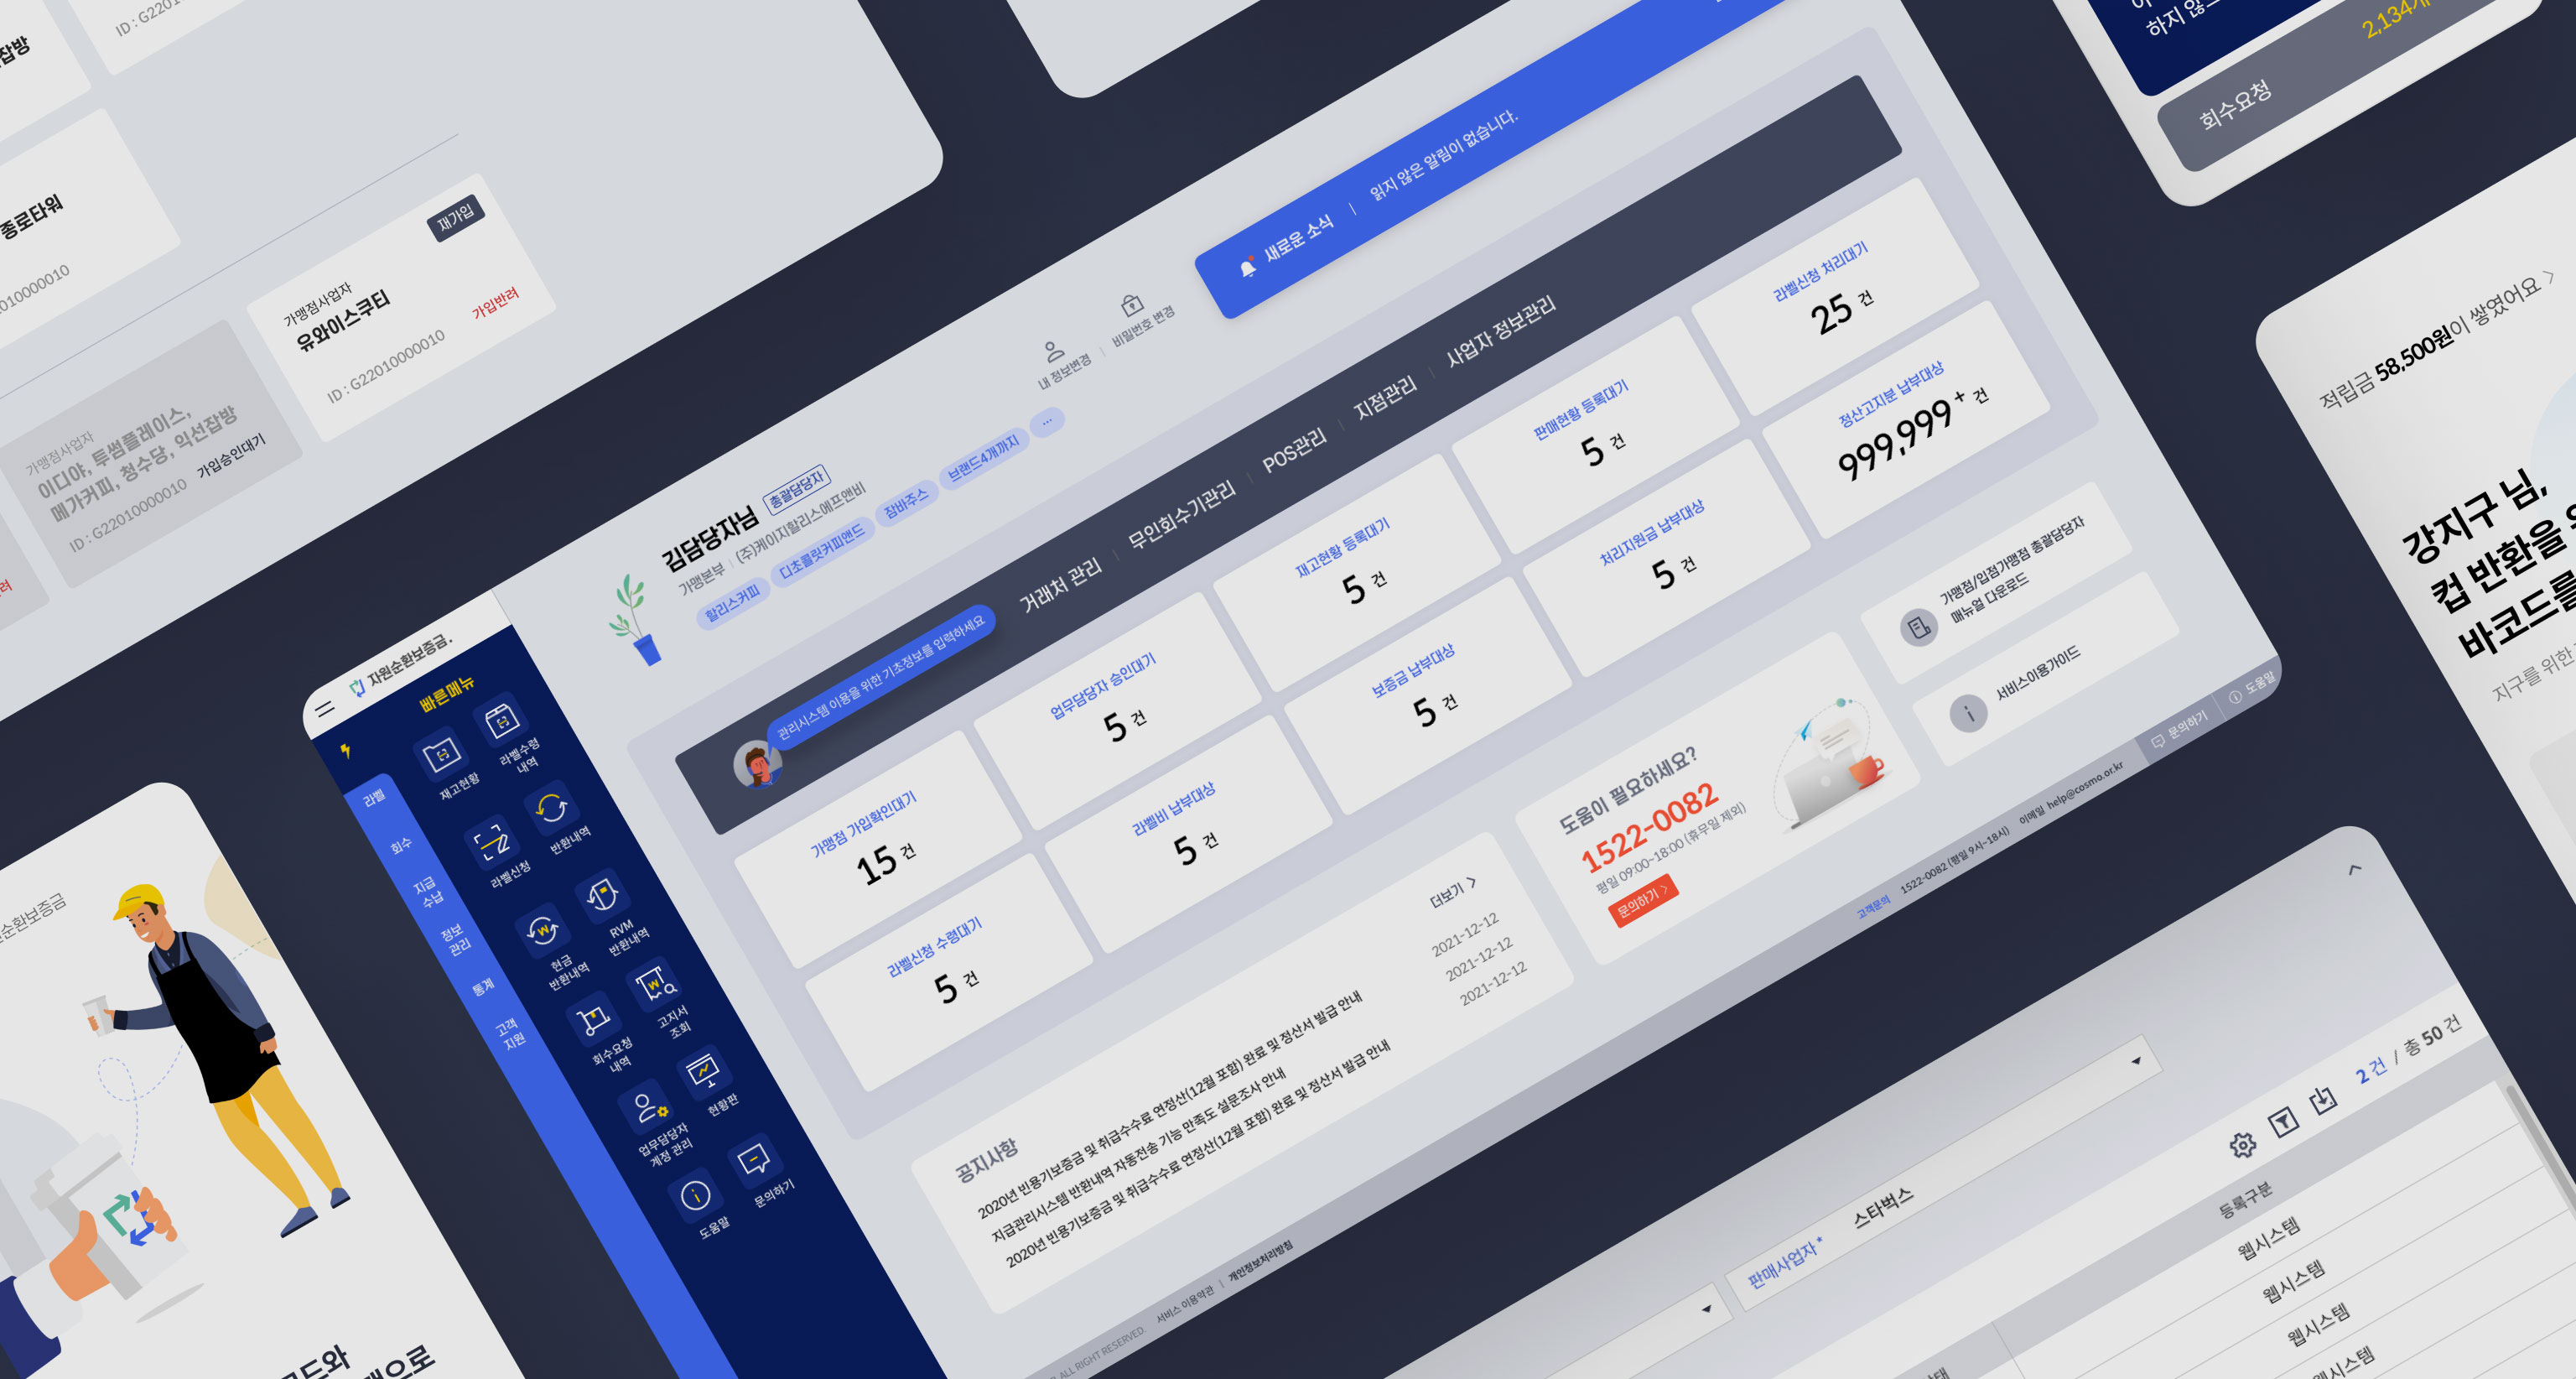 종로타워
재가입
가맹점사업자
유와이스쿠티
ID : G22010000010
가입반려
가맹점사업자
이디야, 투썸플레이스,
메가커피, 청수당, 익선잡방
ID : G22010000010
가입승인대기
자원순환보증금.
빠른메뉴
라벨
회수
지급
수납
정보
관리
통계
고객
지원
재고현황
라벨수령
내역
라벨신청
반환내역
현금
반환내역
RVM
반환내역
회수요청
내역
고지서
조회
업무담당자
계정 관리
현황판
도움말
문의하기
김담당자님
총괄담당자
가맹본부 | (주)케이지할리스에프앤비
할리스커피
디초콜릿커피앤드
잠바주스
브랜드4개까지
...
내 정보변경 | 비밀번호 변경
새로운 소식 | 읽지 않은 알림이 없습니다.
관리시스템 이용을 위한 기초정보를 입력하세요
거래처 관리 | 무인회수기관리 | POS관리 | 지점관리 | 사업자 정보관리
가맹점 가입확인대기
15 건
업무담당자 승인대기
5 건
재고현황 등록대기
5 건
판매현황 등록대기
5 건
라벨신청 처리대기
25 건
라벨신청 수령대기
5 건
라벨비 납부대상
5 건
보증금 납부대상
5 건
처리지원금 납부대상
5 건
정산고지분 납부대상
999,999+ 건
공지사항
더보기 >
2020년 빈용기보증금 및 취급수수료 연정산(12월 포함) 완료 및 정산서 발급 안내
2021-12-12
지급관리시스템 반환내역 자동전송 기능 만족도 설문조사 안내
2021-12-12
2020년 빈용기보증금 및 취급수수료 연정산(12월 포함) 완료 및 정산서 발급 안내
2021-12-12
도움이 필요하세요?
1522-0082
평일 09:00~18:00 (휴무일 제외)
문의하기 >
가맹점/입점가맹점 총괄담당자
매뉴얼 다운로드
서비스이용가이드
ALL RIGHT RESERVED.
서비스 이용약관 | 개인정보처리방침
고객문의 1522-0082 (평일 9시~18시) 이메일 help@cosmo.or.kr
문의하기
도움말
하지 않
2,134개
회수요청
적립금 58,500원이 쌓였어요 >
강지구 님,
컵 반환을
바코드를
지구를 위한
판매사업자*
스타벅스
2 건 / 총 50 건
등록구분
웹시스템
웹시스템
웹시스템
웹시스템